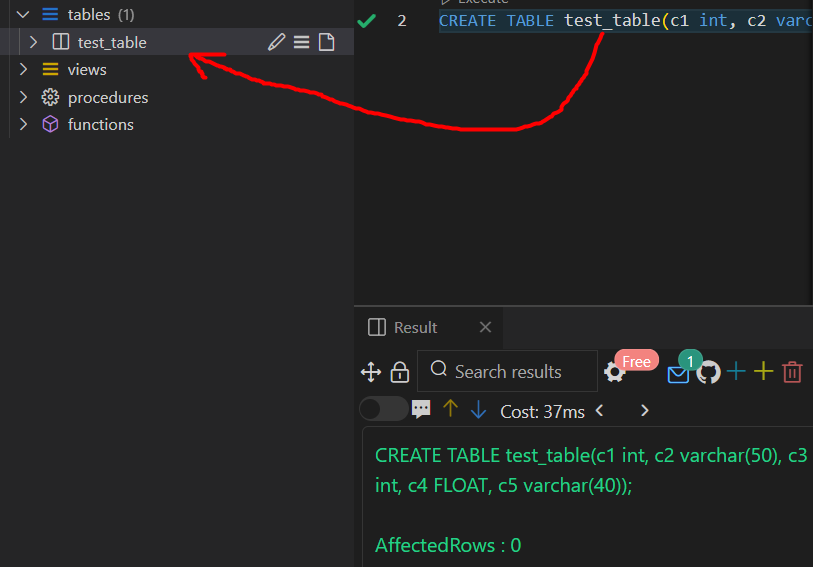 tables (1)
test_table
views
procedures
functions
Execute
2 CREATE TABLE test_table(c1 int, c2 varc
Result
Search results
Free
1
Cost: 37ms
CREATE TABLE test_table(c1 int, c2 varchar(50), c3
int, c4 FLOAT, c5 varchar(40));
AffectedRows : 0